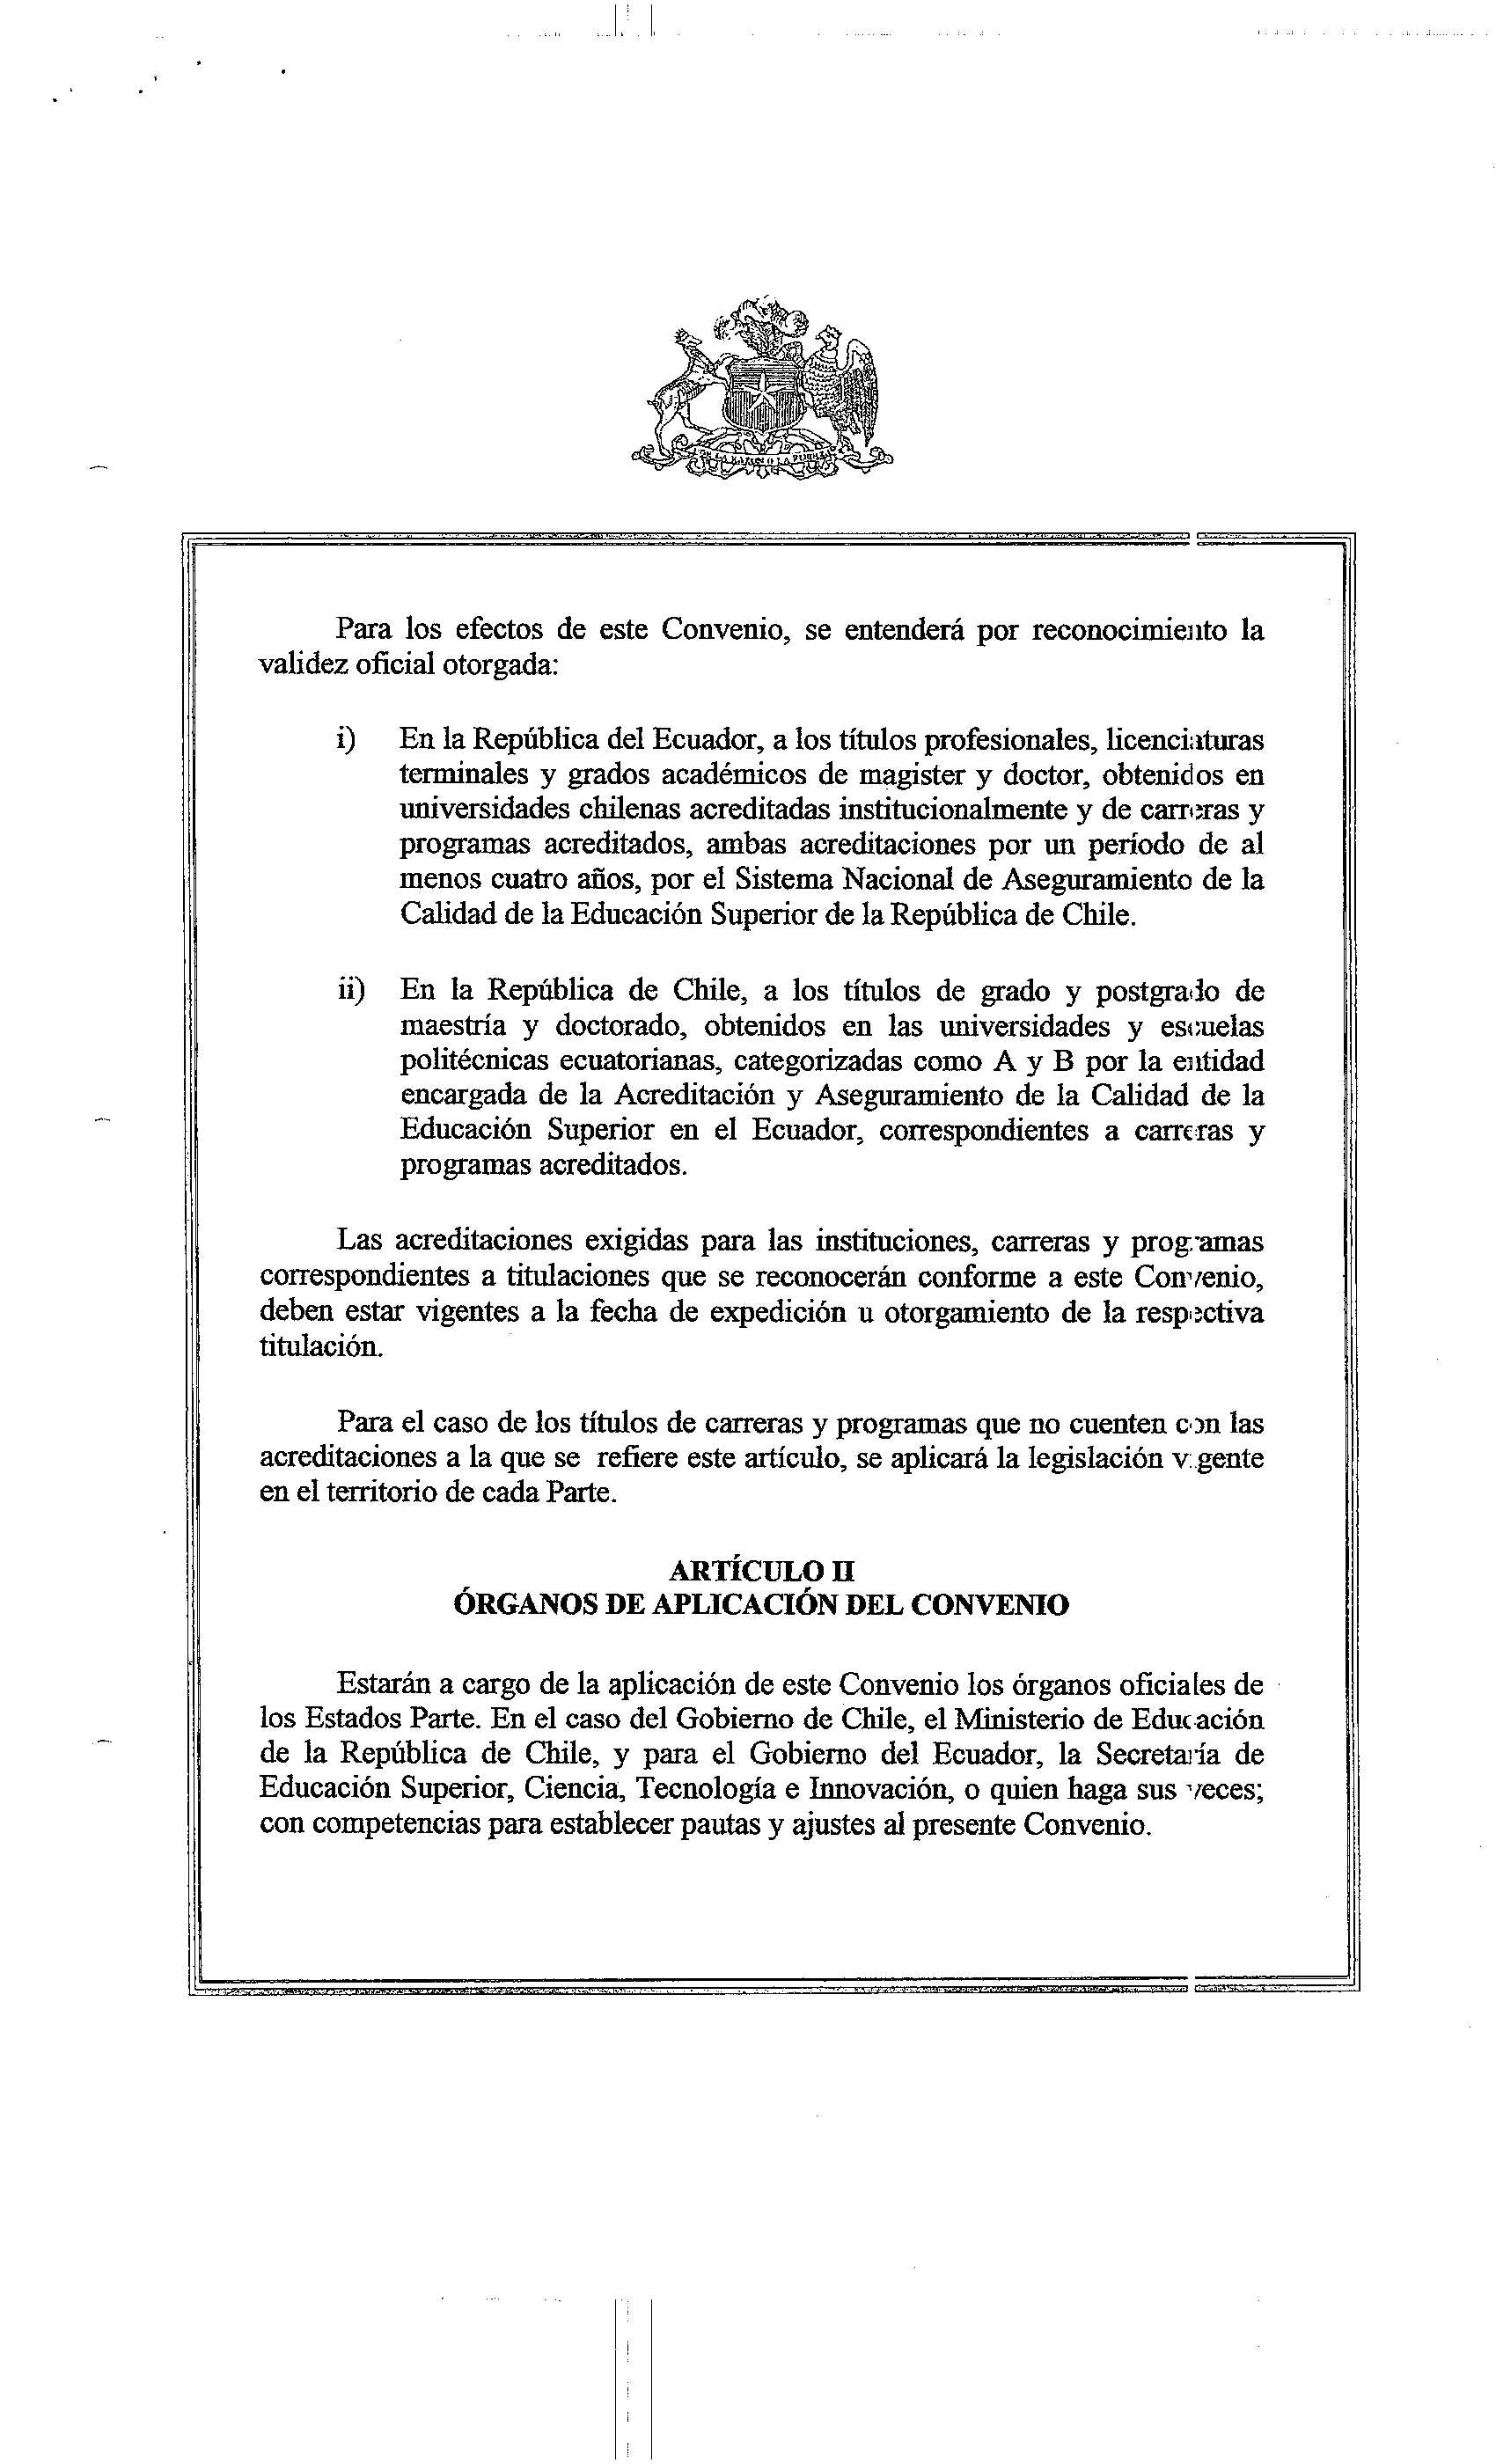 Para los efectos de este Convenio, se entenderá por reconocimiento la
validez oficial otorgada:
i) En la República del Ecuador, a los títulos profesionales, licenciaturas
terminales y grados académicos de magister y doctor, obtenidos en
universidades chilenas acreditadas institucionalmente y de carreras y
programas acreditados, ambas acreditaciones por un período de al
menos cuatro años, por el Sistema Nacional de Aseguramiento de la
Calidad de la Educación Superior de la República de Chile.
ii) En la República de Chile, a los títulos de grado y postgrado de
maestría y doctorado, obtenidos en las universidades y escuelas
politécnicas ecuatorianas, categorizadas como A y B por la entidad
encargada de la Acreditación y Aseguramiento de la Calidad de la
Educación Superior en el Ecuador, correspondientes a carreras y
programas acreditados.
Las acreditaciones exigidas para las instituciones, carreras y programas
correspondientes a titulaciones que se reconocerán conforme a este Convenio,
deben estar vigentes a la fecha de expedición u otorgamiento de la respectiva
titulación.
Para el caso de los títulos de carreras y programas que no cuenten con las
acreditaciones a la que se refiere este artículo, se aplicará la legislación vigente
en el territorio de cada Parte.
ARTÍCULO II
ÓRGANOS DE APLICACIÓN DEL CONVENIO
Estarán a cargo de la aplicación de este Convenio los órganos oficiales de
los Estados Parte. En el caso del Gobierno de Chile, el Ministerio de Educación
de la República de Chile, y para el Gobierno del Ecuador, la Secretaría de
Educación Superior, Ciencia, Tecnología e Innovación, o quien haga sus veces;
con competencias para establecer pautas y ajustes al presente Convenio.